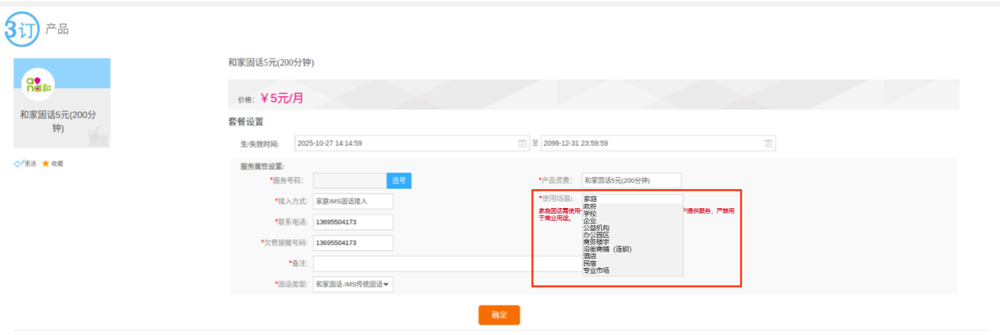 3订 产品
和家固话5元(200分钟)
and和
价格: ¥5元/月
和家固话5元(200分
钟)
套餐设置
生/失效时间: 2025-10-27 14:14:59 至 2099-12-31 23:59:59
重选 收藏
服务属性设置:
*服务号码: 选号 *产品资费: 和家固话5元(200分钟)
*接入方式: 家庭IMS固话接入 *使用场景: 家庭
家庭固话需使用 户提供服务，严禁用
于商业用途。
政府
学校
企业
公益机构
办公园区
商务楼宇
沿街商铺（连锁）
酒店
民宿
专业市场
*联系电话: 13695504173
*欠费提醒号码: 13695504173
*备注:
*固话类型: 和家固话-IMS传统固话
确定